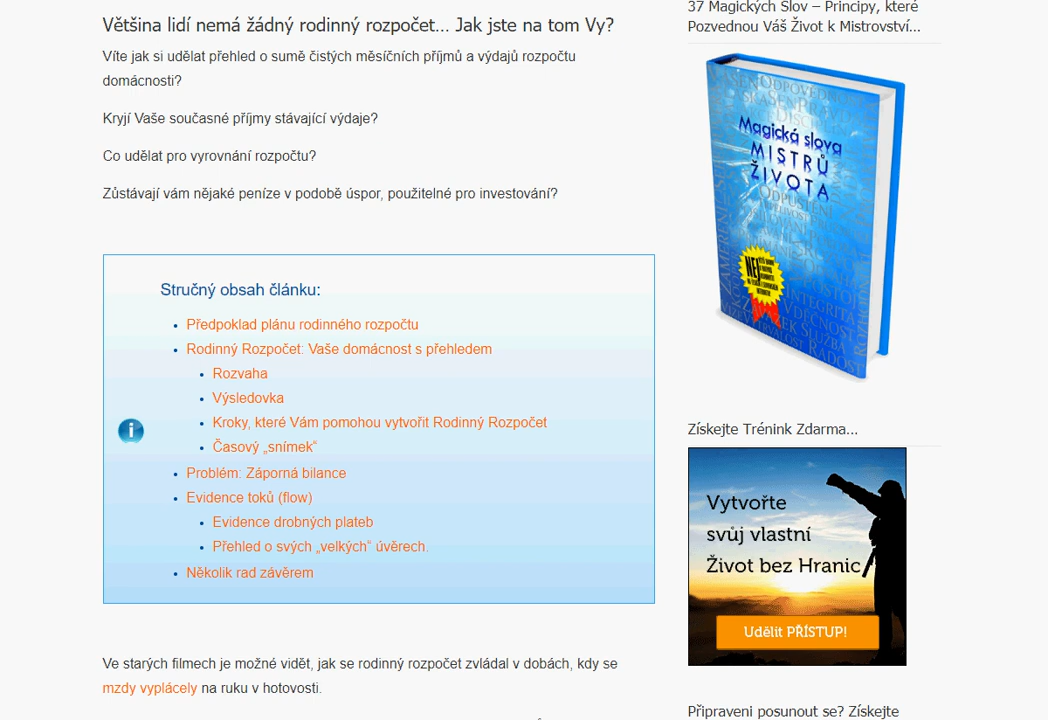 Většina lidí nemá žádný rodinný rozpočet... Jak jste na tom Vy?
Víte jak si udělat přehled o sumě čistých měsíčních příjmů a výdajů rozpočtu
domácnosti?
Kryjí Vaše současné příjmy stávající výdaje?
Co udělat pro vyrovnání rozpočtu?
Zůstávají vám nějaké peníze v podobě úspor, použitelné pro investování?
Stručný obsah článku:
Předpoklad plánu rodinného rozpočtu
Rodinný Rozpočet: Vaše domácnost s přehledem
Rozvaha
Výsledovka
Kroky, které Vám pomohou vytvořit Rodinný Rozpočet
Časový „snímek“
Problém: Záporná bilance
Evidence toků (flow)
Evidence drobných plateb
Přehled o svých „velkých“ úvěrech.
Několik rad závěrem
Ve starých filmech je možné vidět, jak se rodinný rozpočet zvládal v dobách, kdy se
mzdy vyplácely na ruku v hotovosti.
37 Magických Slov – Principy, které
Pozvednou Váš Život k Mistrovství...
Magická slova
MISTRŮ
ŽIVOTA
ODPUŠTĚNÍ
INTEGRITA
VDĚČNOST
SLUŽBA
RADOST
Získejte Trénink Zdarma...
Vytvořte
svůj vlastní
Život bez Hranic
Udělit PŘÍSTUP!
Připraveni posunout se? Získejte